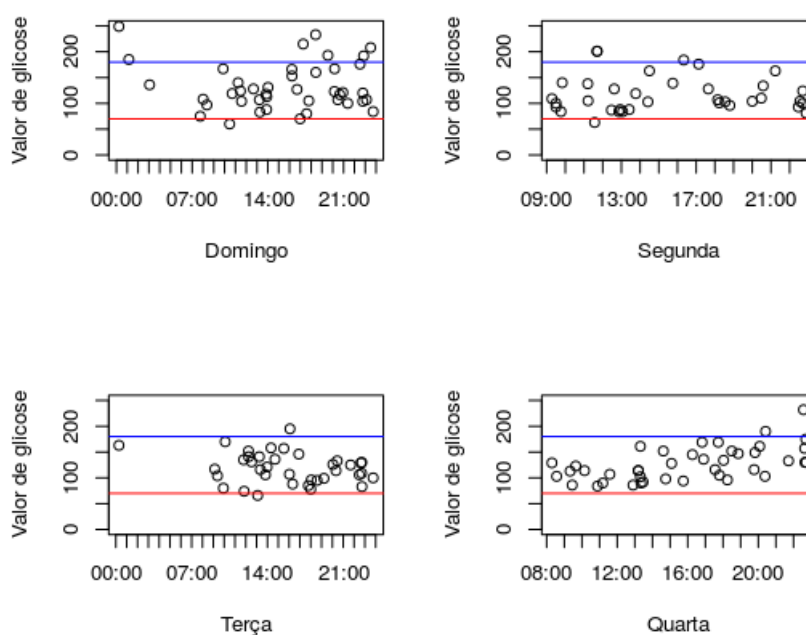 Valor de glicose
0 100 200
00:00 07:00 14:00 21:00
Domingo
Valor de glicose
0 100 200
09:00 13:00 17:00 21:00
Segunda
Valor de glicose
0 100 200
00:00 07:00 14:00 21:00
Terça
Valor de glicose
0 100 200
08:00 12:00 16:00 20:00
Quarta